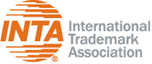 INTA
International
Trademark
Association